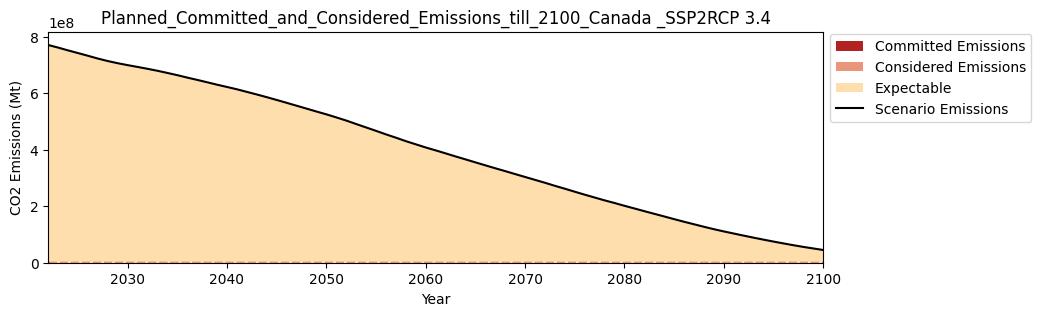 Planned_Committed_and_Considered_Emissions_till_2100_Canada _SSP2RCP 3.4
1e8
8
6
4
2
0
CO2 Emissions (Mt)
2030 2040 2050 2060 2070 2080 2090 2100
Year
Committed Emissions
Considered Emissions
Expectable
Scenario Emissions